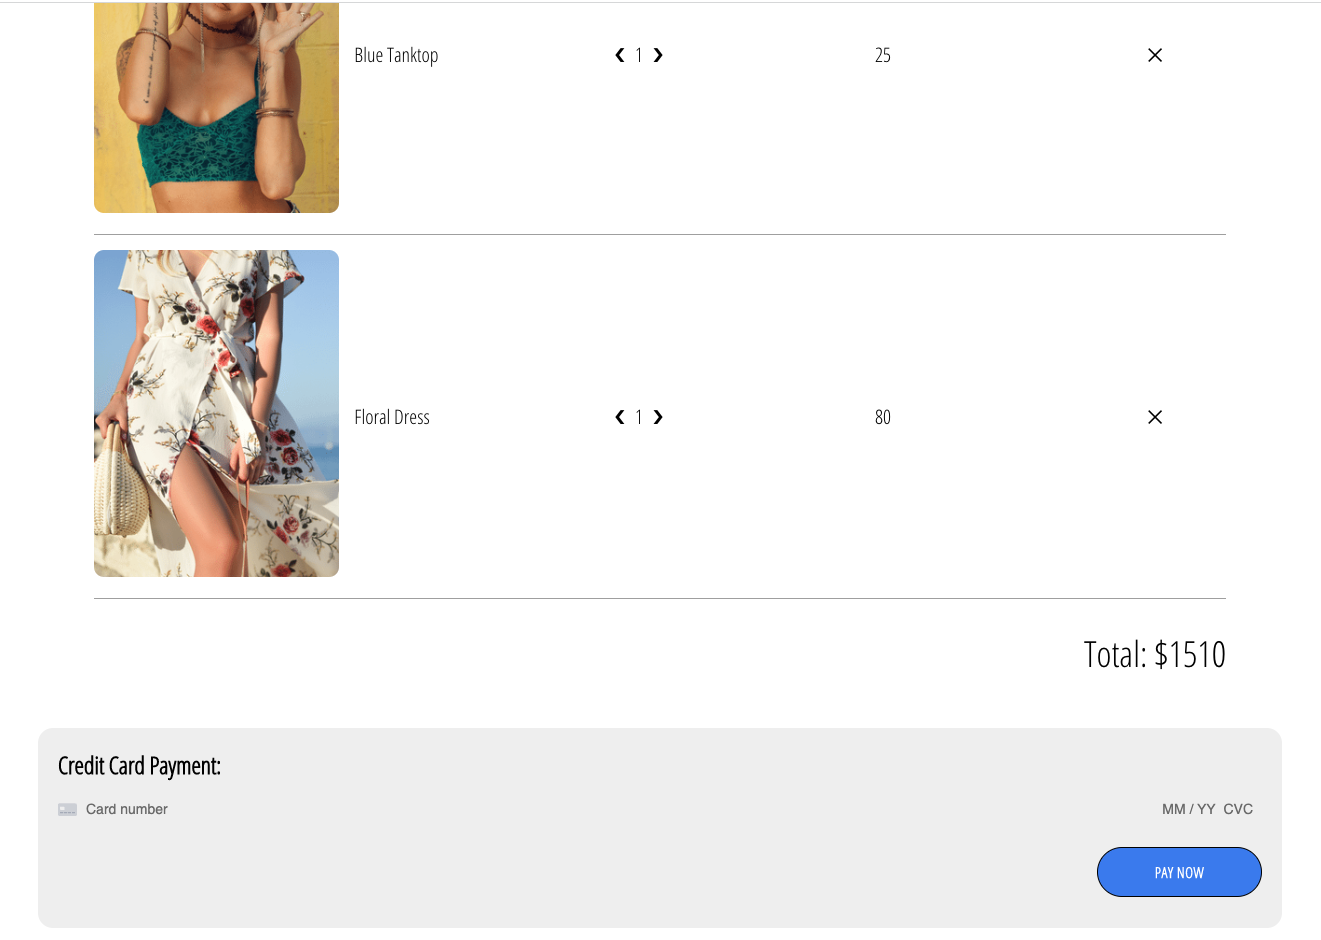 Blue Tanktop ❮ 1 ❯ 25 ✕
Floral Dress ❮ 1 ❯ 80 ✕
Total: $1510
Credit Card Payment:
Card number MM / YY CVC
PAY NOW